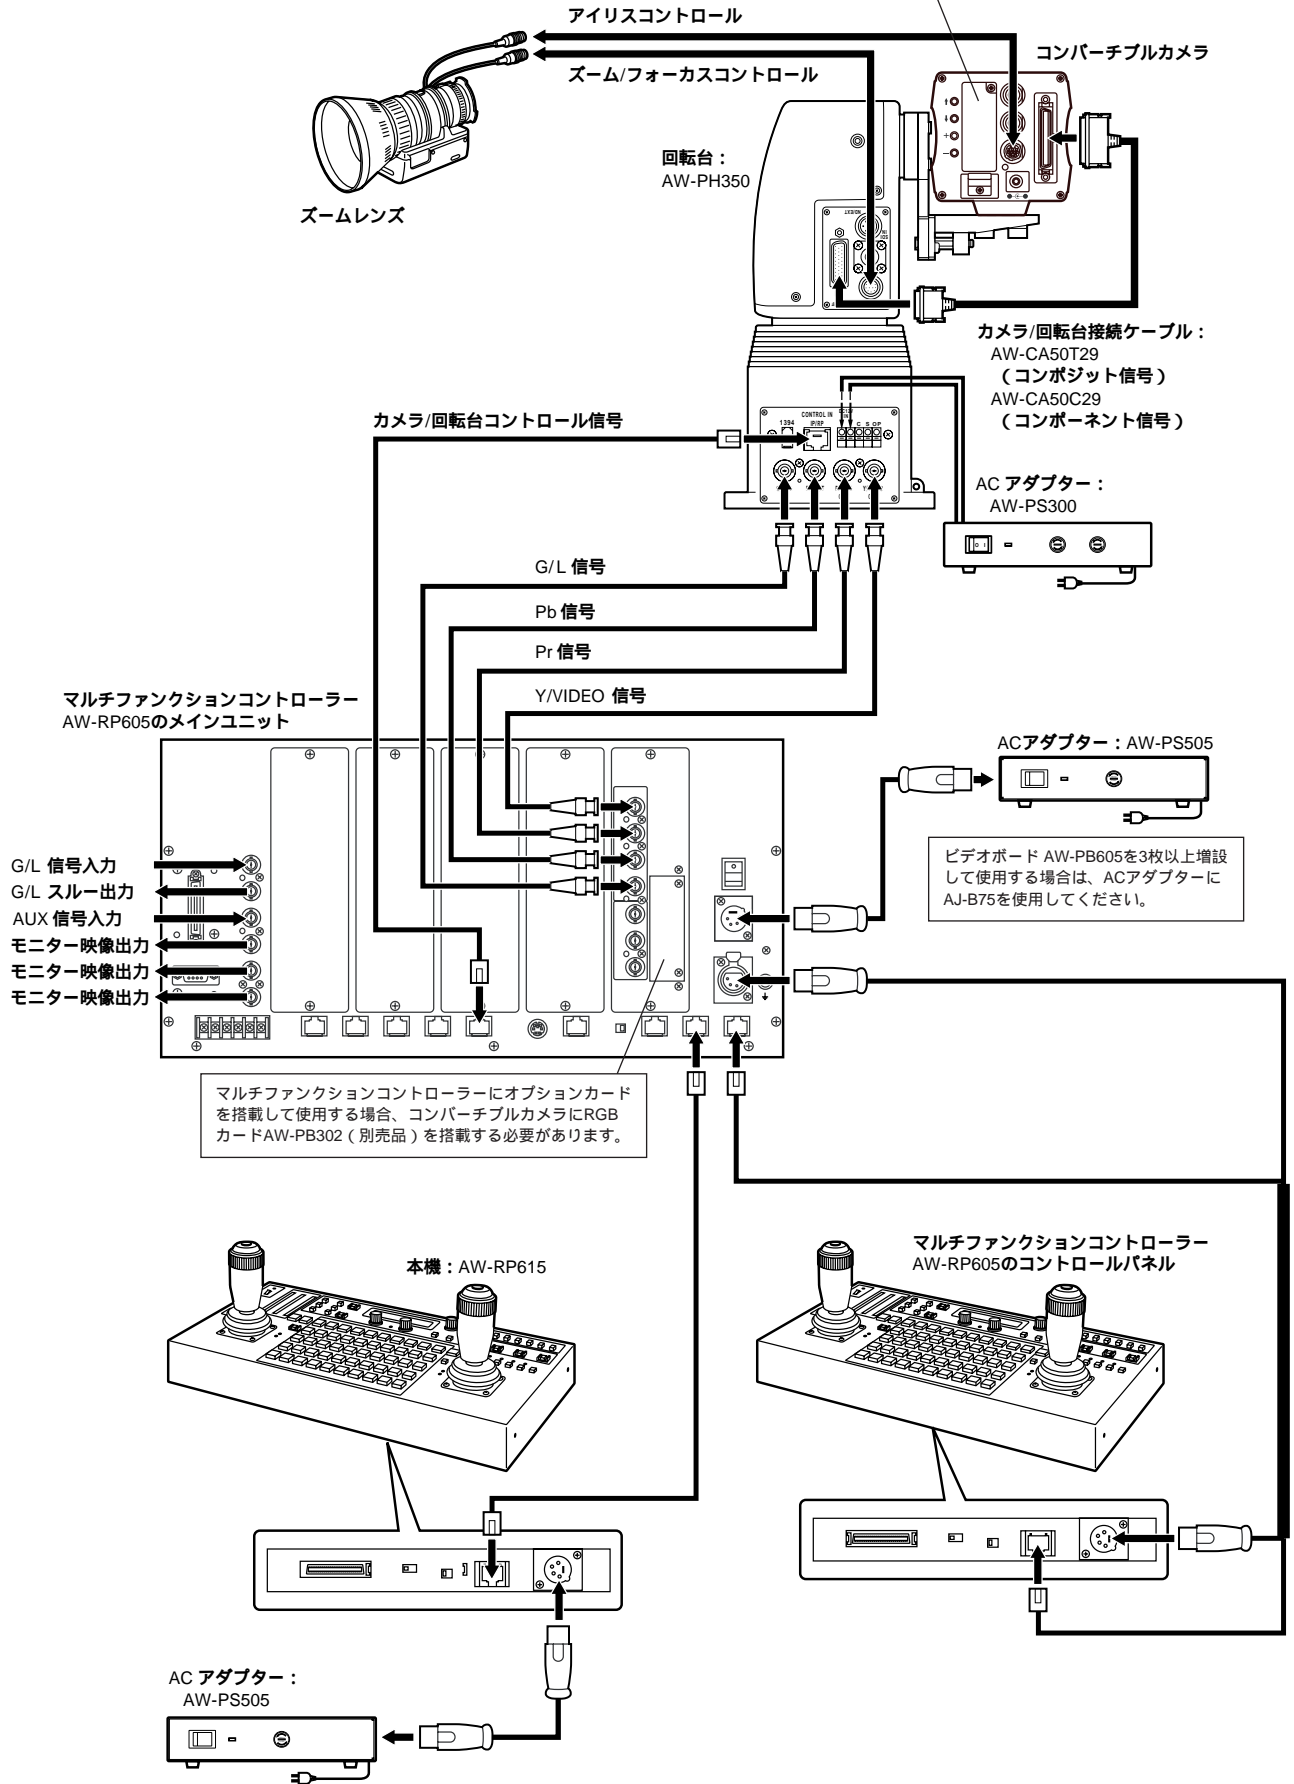 アイリスコントロール
コンバーチブルカメラ
ズーム/フォーカスコントロール
回転台：
AW-PH350
ズームレンズ
カメラ/回転台接続ケーブル：
AW-CA50T29
（コンポジット信号）
AW-CA50C29
（コンポーネント信号）
カメラ/回転台コントロール信号
CONTROL IN
1394
IP/RP
C S OP
AC アダプター：
AW-PS300
G/L 信号
Pb 信号
Pr 信号
Y/VIDEO 信号
マルチファンクションコントローラー
AW-RP605のメインユニット
ACアダプター：AW-PS505
ビデオボード AW-PB605を3枚以上増設
して使用する場合は、ACアダプターに
AJ-B75を使用してください。
G/L 信号入力
G/L スルー出力
AUX 信号入力
モニター映像出力
モニター映像出力
モニター映像出力
マルチファンクションコントローラーにオプションカード
を搭載して使用する場合、コンバーチブルカメラにRGB
カードAW-PB302（別売品）を搭載する必要があります。
本機：AW-RP615
マルチファンクションコントローラー
AW-RP605のコントロールパネル
AC アダプター：
AW-PS505